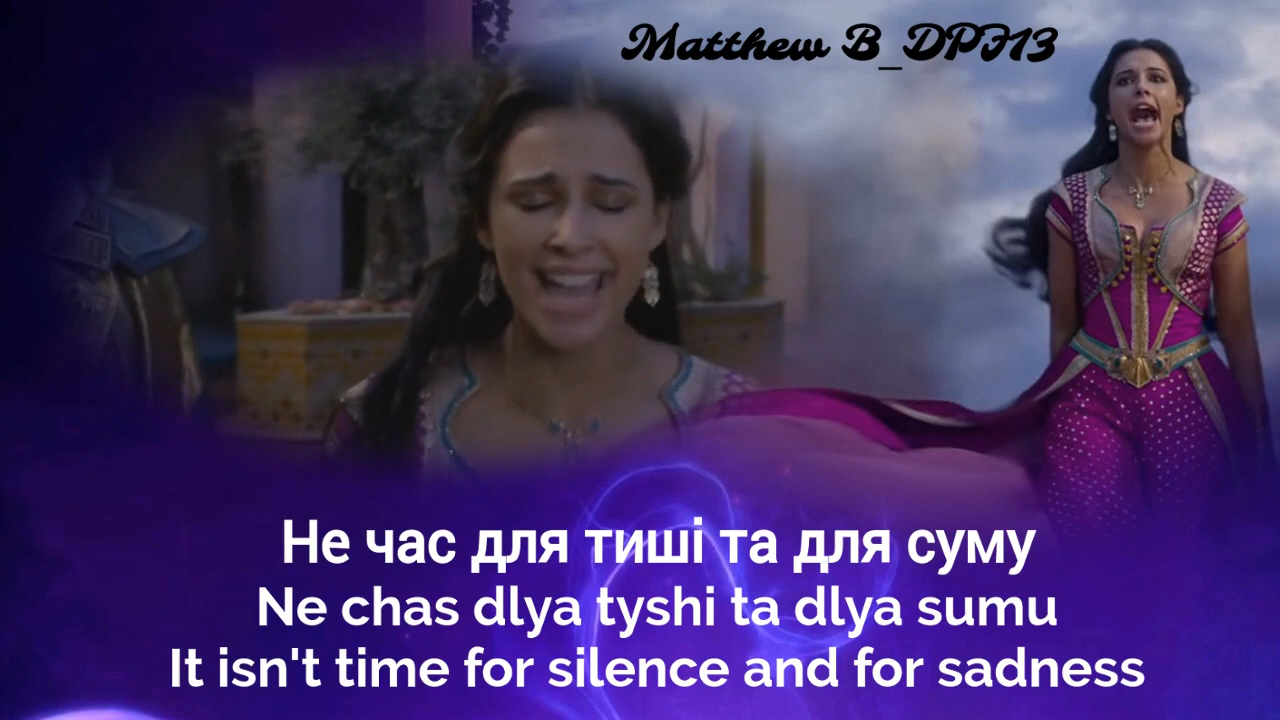 Matthew B_DPJ13
Не час для тиші та для суму
Ne chas dlya tyshi ta dlya sumu
It isn't time for silence and for sadness